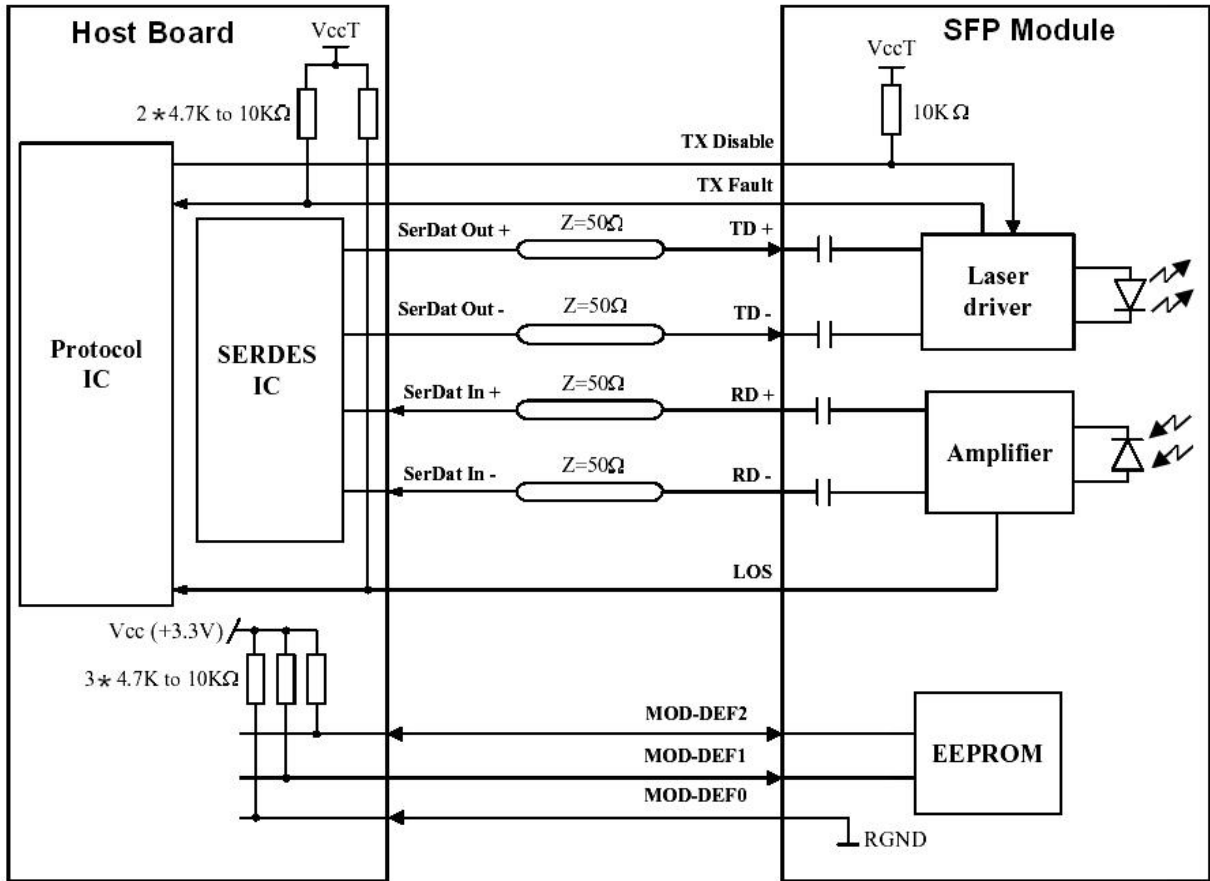 Host Board
SFP Module
VccT
VccT
2*4.7K to 10KΩ
10KΩ
TX Disable
TX Fault
SerDat Out +
Z=50Ω
TD +
SerDat Out -
Z=50Ω
TD -
Laser
driver
Protocol
IC
SERDES
IC
SerDat In +
Z=50Ω
RD +
SerDat In -
Z=50Ω
RD -
Amplifier
LOS
Vcc (+3.3V)
3*4.7K to 10KΩ
MOD-DEF2
MOD-DEF1
MOD-DEF0
EEPROM
RGND